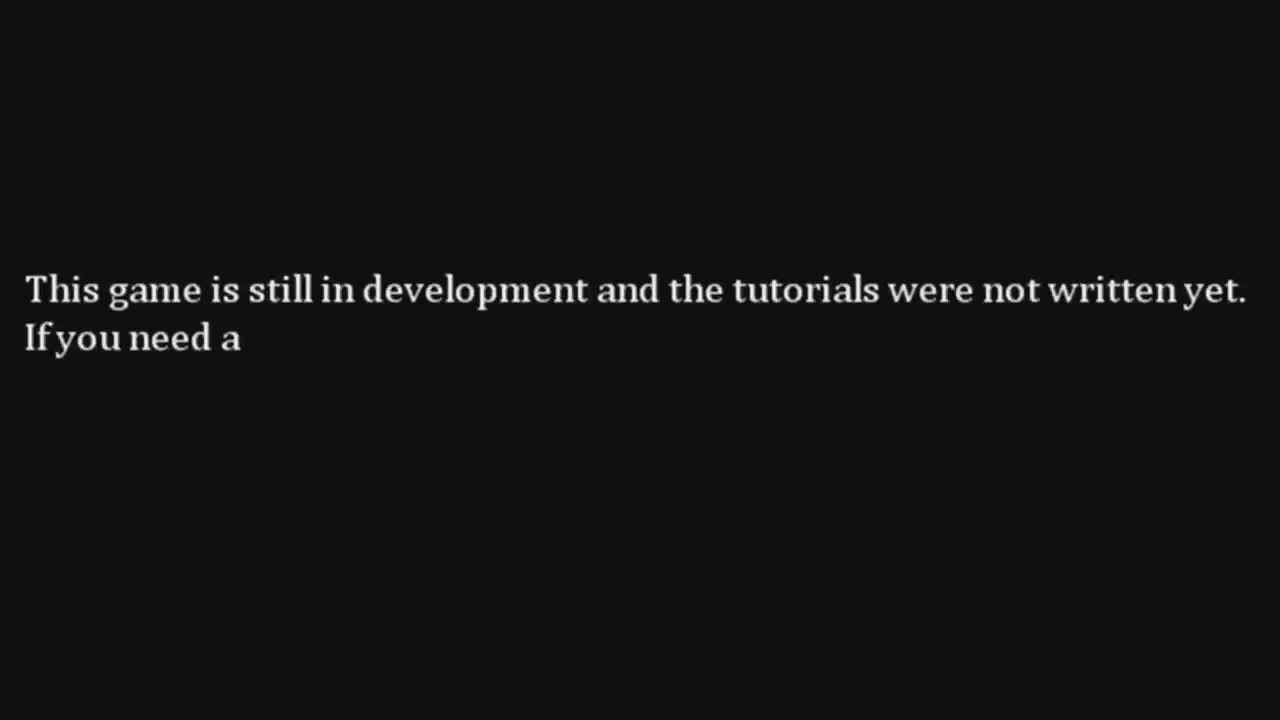 This game is still in development and the tutorials were not written yet.
If you need a